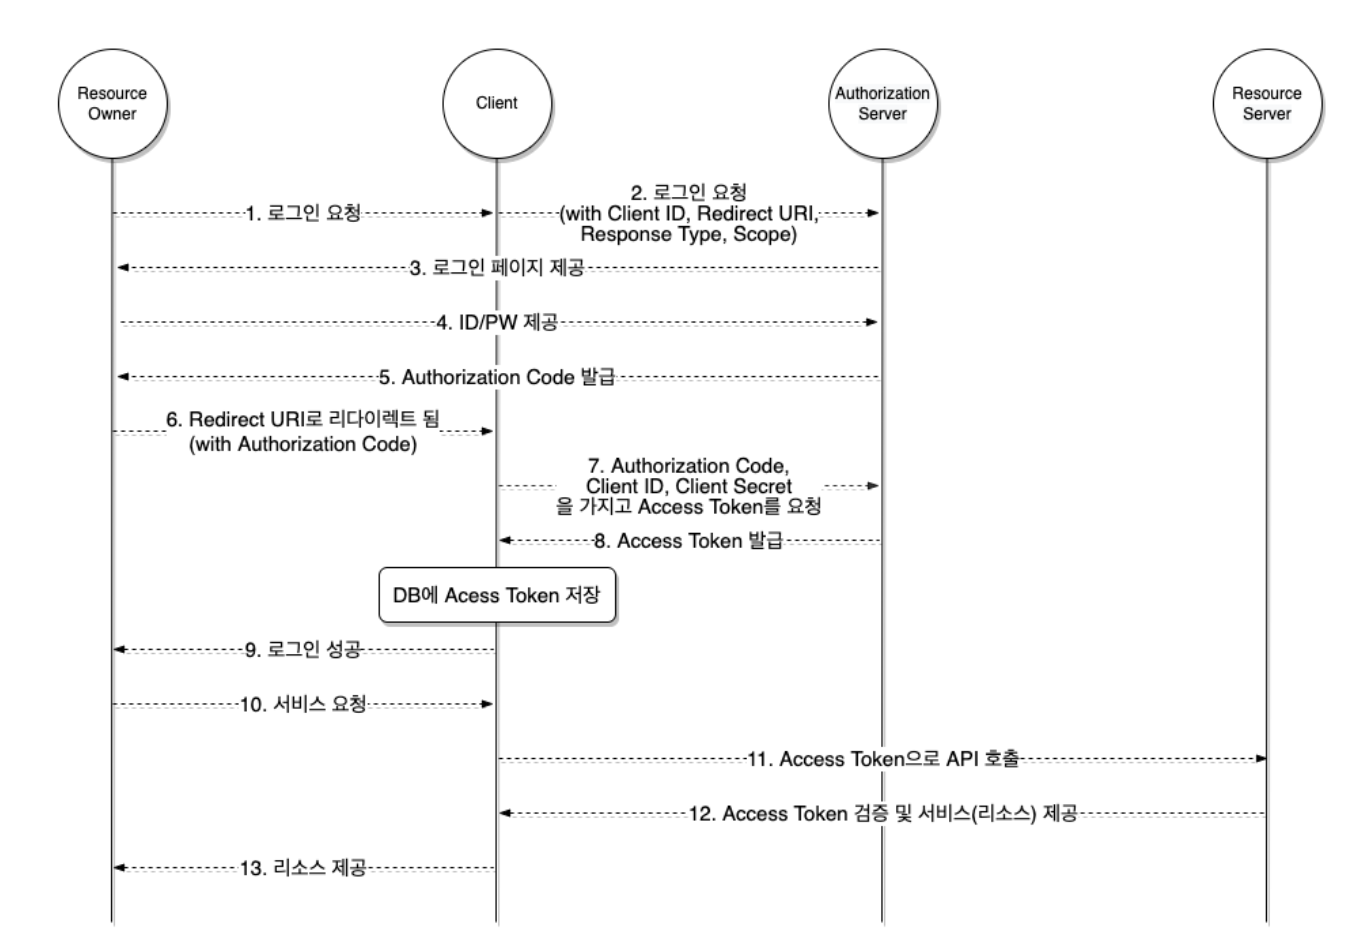 Resource
Owner
Client
Authorization
Server
Resource
Server
1. 로그인 요청
2. 로그인 요청
(with Client ID, Redirect URI,
Response Type, Scope)
3. 로그인 페이지 제공
4. ID/PW 제공
5. Authorization Code 발급
6. Redirect URI로 리다이렉트 됨
(with Authorization Code)
7. Authorization Code,
Client ID, Client Secret
을 가지고 Access Token를 요청
8. Access Token 발급
DB에 Acess Token 저장
9. 로그인 성공
10. 서비스 요청
11. Access Token으로 API 호출
12. Access Token 검증 및 서비스(리소스) 제공
13. 리소스 제공